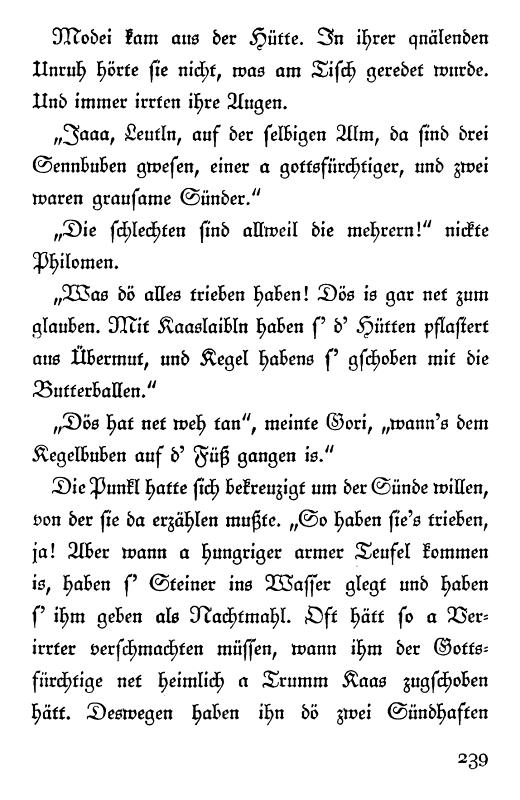 Modei kam aus der Hütte. In ihrer quälenden
Unruh hörte sie nicht, was am Tisch geredet wurde.
Und immer irrten ihre Augen.
„Jaaa, Leutln, auf der selbigen Alm, da sind drei
Sennbuben gwesen, einer a gottsfürchtiger, und zwei
waren grausame Sünder.“
„Die schlechten sind allweil die mehrern!“ nickte
Philomen.
„Was dö alles trieben haben! Dös is gar net zum
glauben. Mit Kaaslaibln haben s’ d’ Hütten pflastert
aus Übermut, und Kegel habens s’ gschoben mit die
Butterballen.“
„Dös hat net weh tan“, meinte Gori, „wann’s dem
Kegelbuben auf d’ Füß gangen is.“
Die Punkl hatte sich bekreuzigt um der Sünde willen,
von der sie da erzählen mußte. „So haben sie’s trieben,
ja! Aber wann a hungriger armer Teufel kommen
is, haben s’ Steiner ins Wasser glegt und haben
s’ ihm geben als Nachtmahl. Oft hätt so a Ver-
irrter verschmachten müssen, wann ihm der Gotts-
fürchtige net heimlich a Trumm Kaas zugschoben
hätt. Deswegen haben ihn dö zwei Sündhaften
239